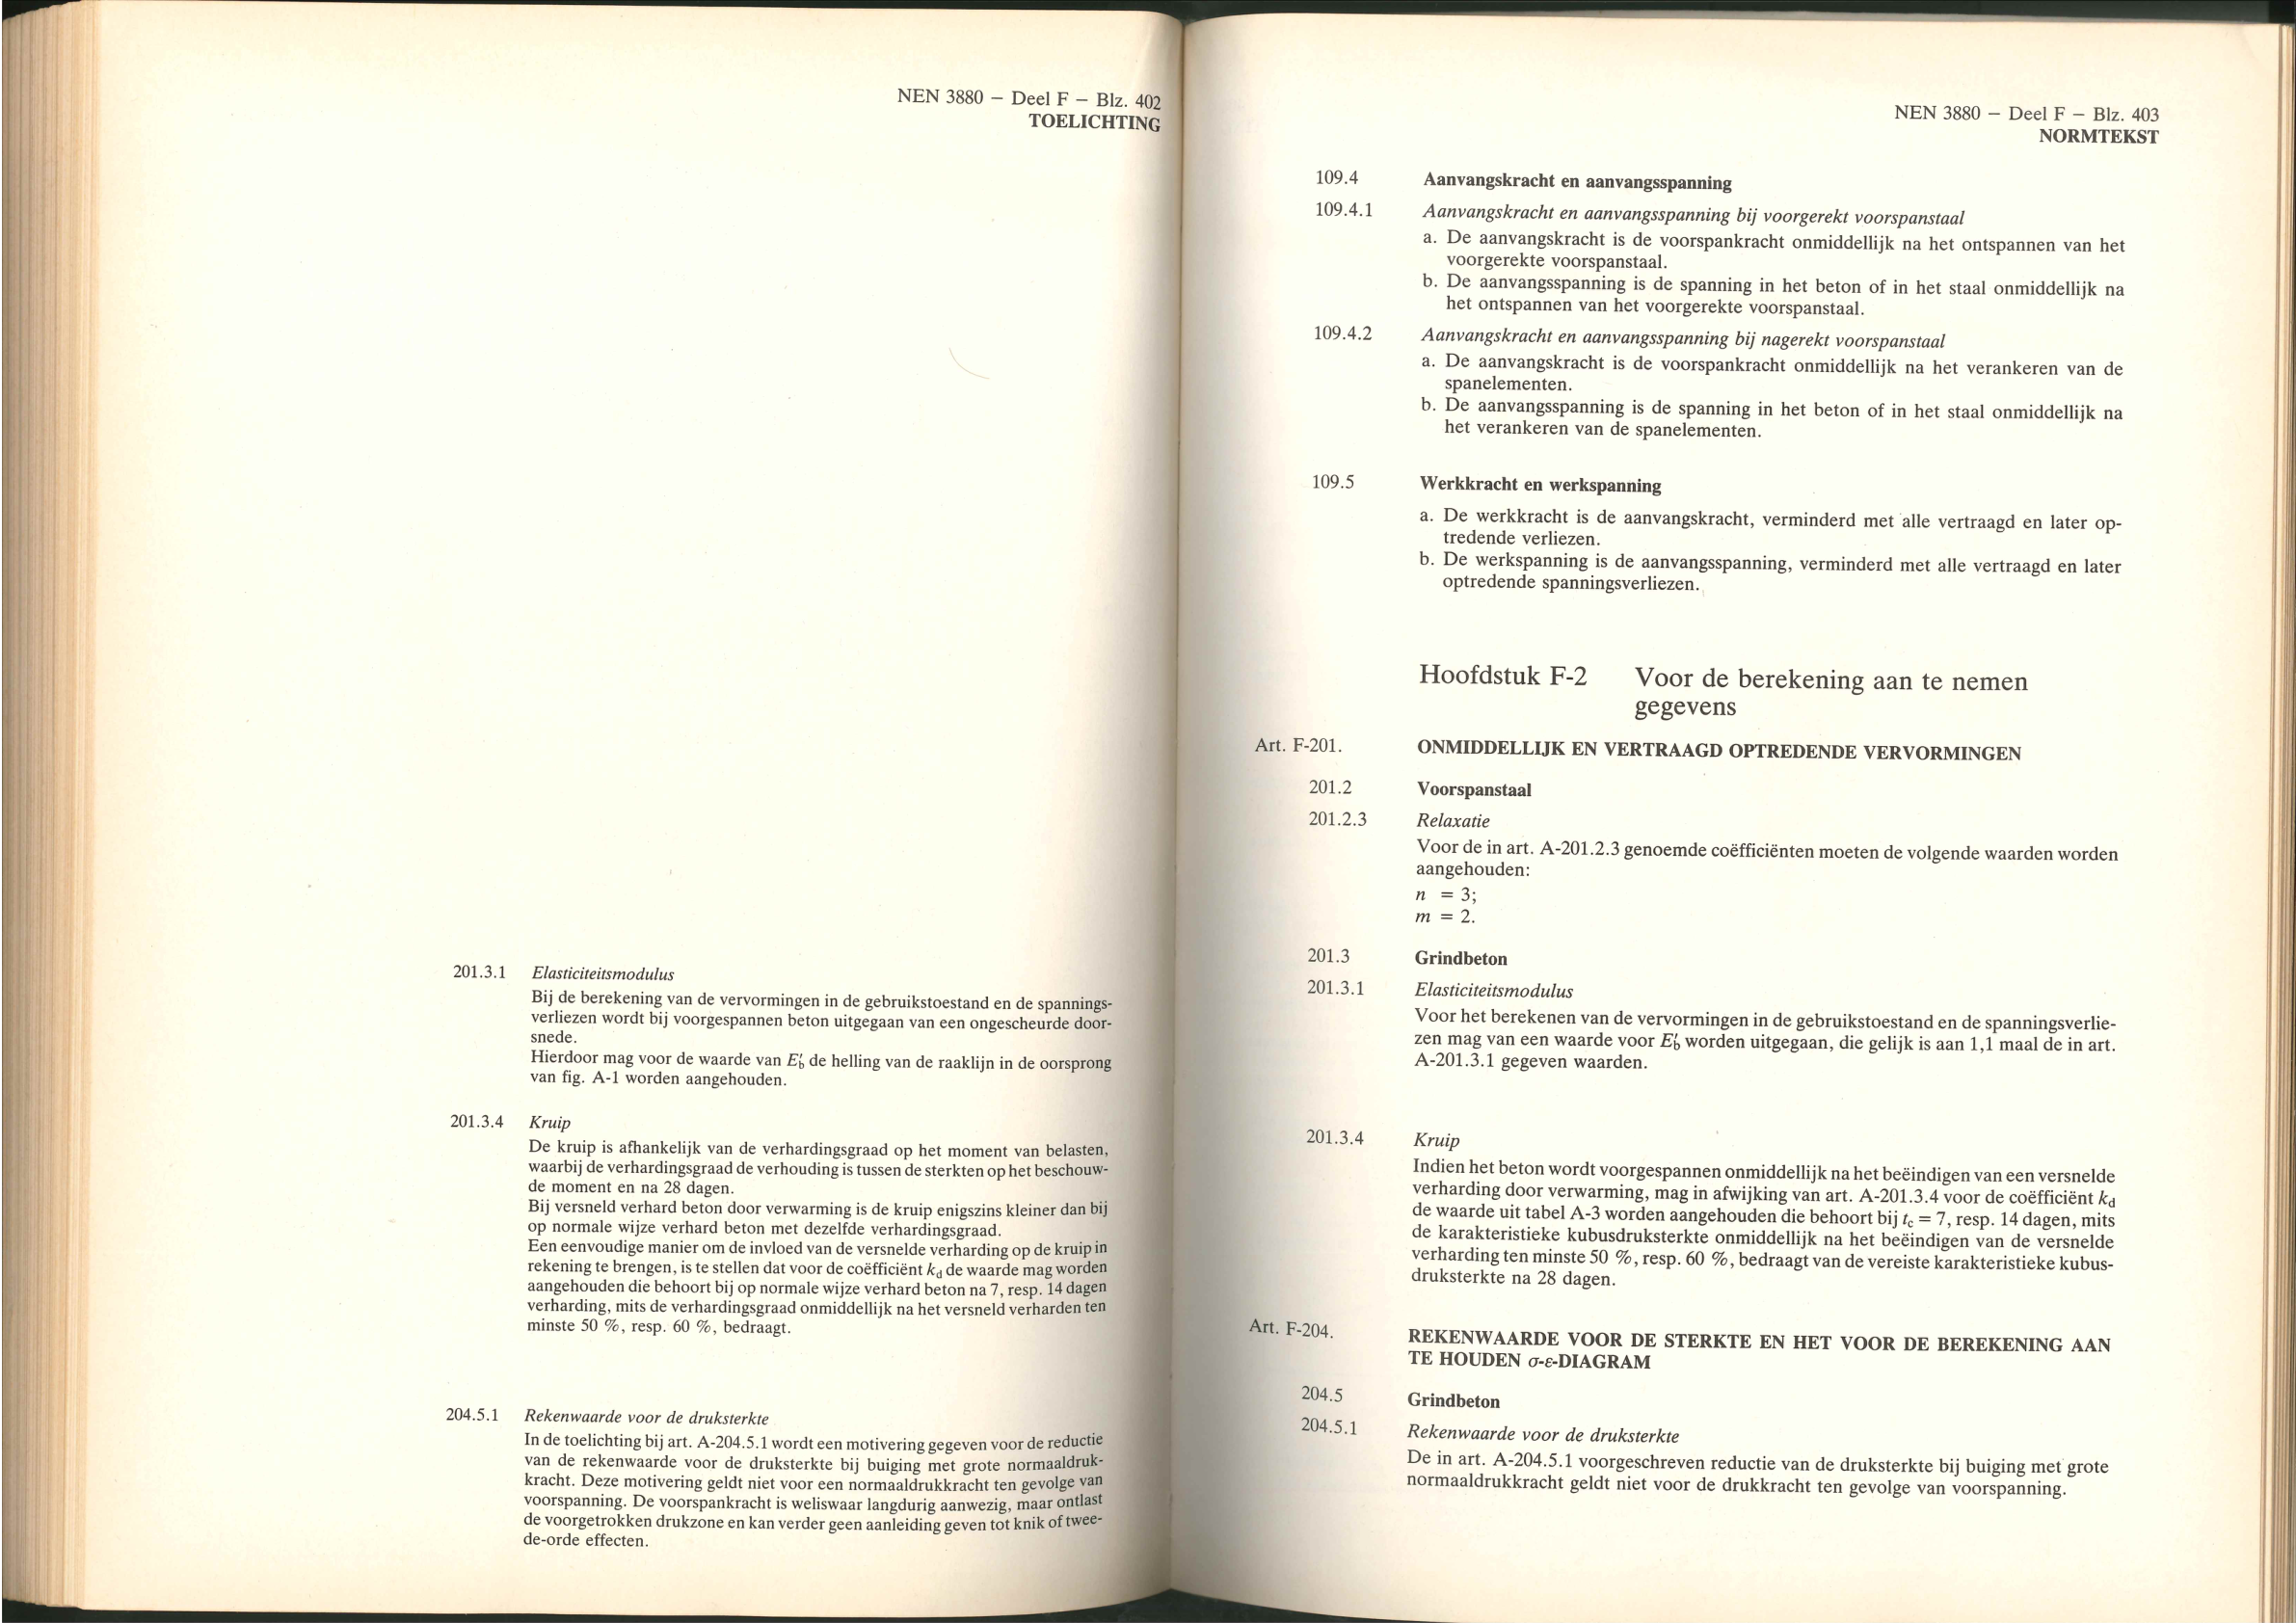 NEN 3880 – Deel F – Blz. 402
TOELICHTING
201.3.1 Elasticiteitsmodulus
Bij de berekening van de vervormingen in de gebruikstoestand en de spannings-
verliezen wordt bij voorgespannen beton uitgegaan van een ongescheurde door-
snede.
Hierdoor mag voor de waarde van E′b de helling van de raaklijn in de oorsprong
van fig. A-1 worden aangehouden.
201.3.4 Kruip
De kruip is afhankelijk van de verhardingsgraad op het moment van belasten,
waarbij de verhardingsgraad de verhouding is tussen de sterkten op het beschouw-
de moment en na 28 dagen.
Bij versneld verhard beton door verwarming is de kruip enigszins kleiner dan bij
op normale wijze verhard beton met dezelfde verhardingsgraad.
Een eenvoudige manier om de invloed van de versnelde verharding op de kruip in
rekening te brengen, is te stellen dat voor de coëfficiënt kd de waarde mag worden
aangehouden die behoort bij op normale wijze verhard beton na 7, resp. 14 dagen
verharding, mits de verhardingsgraad onmiddellijk na het versneld verharden ten
minste 50 %, resp. 60 %, bedraagt.
204.5.1 Rekenwaarde voor de druksterkte
In de toelichting bij art. A-204.5.1 wordt een motivering gegeven voor de reductie
van de rekenwaarde voor de druksterkte bij buiging met grote normaaldruk-
kracht. Deze motivering geldt niet voor een normaaldrukkracht ten gevolge van
voorspanning. De voorspankracht is weliswaar langdurig aanwezig, maar ontlast
de voorgetrokken drukzone en kan verder geen aanleiding geven tot knik of twee-
de-orde effecten.
NEN 3880 – Deel F – Blz. 403
NORMTEKST
109.4 Aanvangskracht en aanvangsspanning
109.4.1 Aanvangskracht en aanvangsspanning bij voorgerekt voorspanstaal
a. De aanvangskracht is de voorspankracht onmiddellijk na het ontspannen van het
voorgerekte voorspanstaal.
b. De aanvangsspanning is de spanning in het beton of in het staal onmiddellijk na
het ontspannen van het voorgerekte voorspanstaal.
109.4.2 Aanvangskracht en aanvangsspanning bij nagerekt voorspanstaal
a. De aanvangskracht is de voorspankracht onmiddellijk na het verankeren van de
spanelementen.
b. De aanvangsspanning is de spanning in het beton of in het staal onmiddellijk na
het verankeren van de spanelementen.
109.5 Werkkracht en werkspanning
a. De werkkracht is de aanvangskracht, verminderd met alle vertraagd en later op-
tredende verliezen.
b. De werkspanning is de aanvangsspanning, verminderd met alle vertraagd en later
optredende spanningsverliezen.
Hoofdstuk F-2 Voor de berekening aan te nemen
gegevens
Art. F-201. ONMIDDELLIJK EN VERTRAAGD OPTREDENDE VERVORMINGEN
201.2 Voorspanstaal
201.2.3 Relaxatie
Voor de in art. A-201.2.3 genoemde coëfficiënten moeten de volgende waarden worden
aangehouden:
n = 3;
m = 2.
201.3 Grindbeton
201.3.1 Elasticiteitsmodulus
Voor het berekenen van de vervormingen in de gebruikstoestand en de spanningsverlie-
zen mag van een waarde voor E′b worden uitgegaan, die gelijk is aan 1,1 maal de in art.
A-201.3.1 gegeven waarden.
201.3.4 Kruip
Indien het beton wordt voorgespannen onmiddellijk na het beëindigen van een versnelde
verharding door verwarming, mag in afwijking van art. A-201.3.4 voor de coëfficiënt kd
de waarde uit tabel A-3 worden aangehouden die behoort bij tc = 7, resp. 14 dagen, mits
de karakteristieke kubusdruksterkte onmiddellijk na het beëindigen van de versnelde
verharding ten minste 50 %, resp. 60 %, bedraagt van de vereiste karakteristieke kubus-
druksterkte na 28 dagen.
Art. F-204. REKENWAARDE VOOR DE STERKTE EN HET VOOR DE BEREKENING AAN
TE HOUDEN σ-ε-DIAGRAM
204.5 Grindbeton
204.5.1 Rekenwaarde voor de druksterkte
De in art. A-204.5.1 voorgeschreven reductie van de druksterkte bij buiging met grote
normaaldrukkracht geldt niet voor de drukkracht ten gevolge van voorspanning.